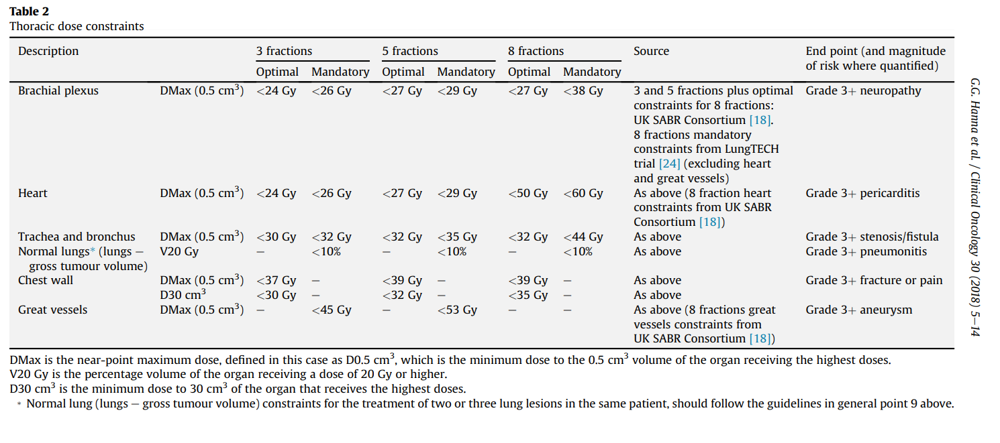 Table 2
Thoracic dose constraints
Description 3 fractions 5 fractions 8 fractions Source End point (and magnitude
of risk where quantified)
Optimal Mandatory Optimal Mandatory Optimal Mandatory
Brachial plexus DMax (0.5 cm³) <24 Gy <26 Gy <27 Gy <29 Gy <27 Gy <38 Gy 3 and 5 fractions plus optimal Grade 3+ neuropathy
constraints for 8 fractions:
UK SABR Consortium [18].
8 fractions mandatory
constraints from LungTECH
trial [24] (excluding heart
and great vessels)
Heart DMax (0.5 cm³) <24 Gy <26 Gy <27 Gy <29 Gy <50 Gy <60 Gy As above (8 fraction heart Grade 3+ pericarditis
constraints from UK SABR
Consortium [18])
Trachea and bronchus DMax (0.5 cm³) <30 Gy <32 Gy <32 Gy <35 Gy <32 Gy <44 Gy As above Grade 3+ stenosis/fistula
Normal lungs* (lungs − V20 Gy − <10% − <10% − <10% As above Grade 3+ pneumonitis
gross tumour volume)
Chest wall DMax (0.5 cm³) <37 Gy − <39 Gy − <39 Gy − As above Grade 3+ fracture or pain
D30 cm³ <30 Gy − <32 Gy − <35 Gy − As above
Great vessels DMax (0.5 cm³) − <45 Gy − <53 Gy − − As above (8 fractions great Grade 3+ aneurysm
vessels constraints from
UK SABR Consortium [18])
DMax is the near-point maximum dose, defined in this case as D0.5 cm³, which is the minimum dose to the 0.5 cm³ volume of the organ receiving the highest doses.
V20 Gy is the percentage volume of the organ receiving a dose of 20 Gy or higher.
D30 cm³ is the minimum dose to 30 cm³ of the organ that receives the highest doses.
* Normal lung (lungs − gross tumour volume) constraints for the treatment of two or three lung lesions in the same patient, should follow the guidelines in general point 9 above.
G.G. Hanna et al. / Clinical Oncology 30 (2018) 5–14